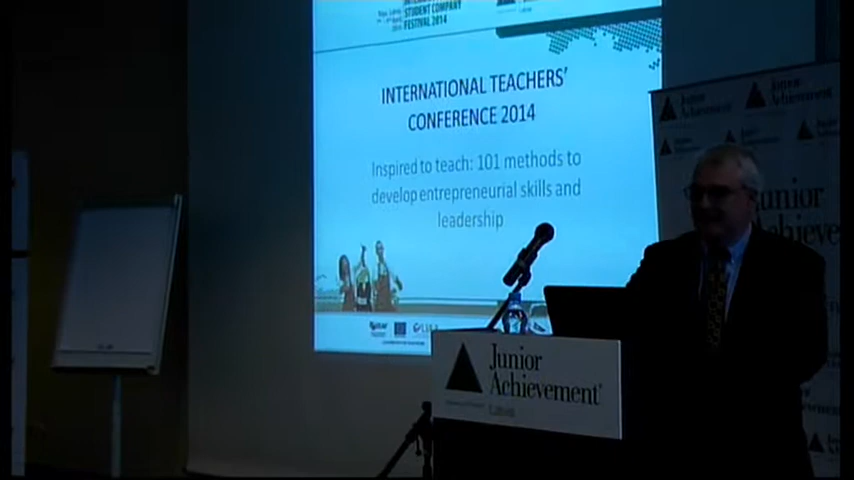 STUDENT COMPANY
FESTIVAL 2014
INTERNATIONAL TEACHERS'
CONFERENCE 2014
Inspired to teach: 101 methods to
develop entrepreneurial skills and
leadership
Junior
Achievement
Junior
Achievement
Junior
Achieve
Junior
Achievement®